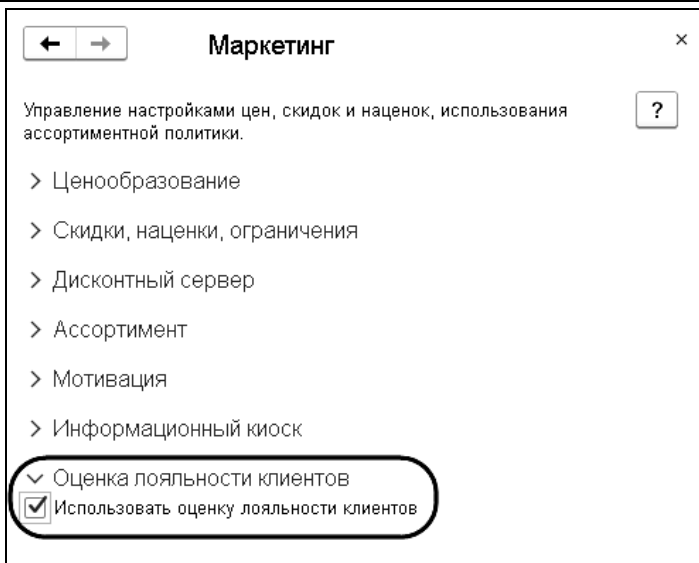 Маркетинг
Управление настройками цен, скидок и наценок, использования
ассортиментной политики.
?
Ценообразование
Скидки, наценки, ограничения
Дисконтный сервер
Ассортимент
Мотивация
Информационный киоск
Оценка лояльности клиентов
Использовать оценку лояльности клиентов